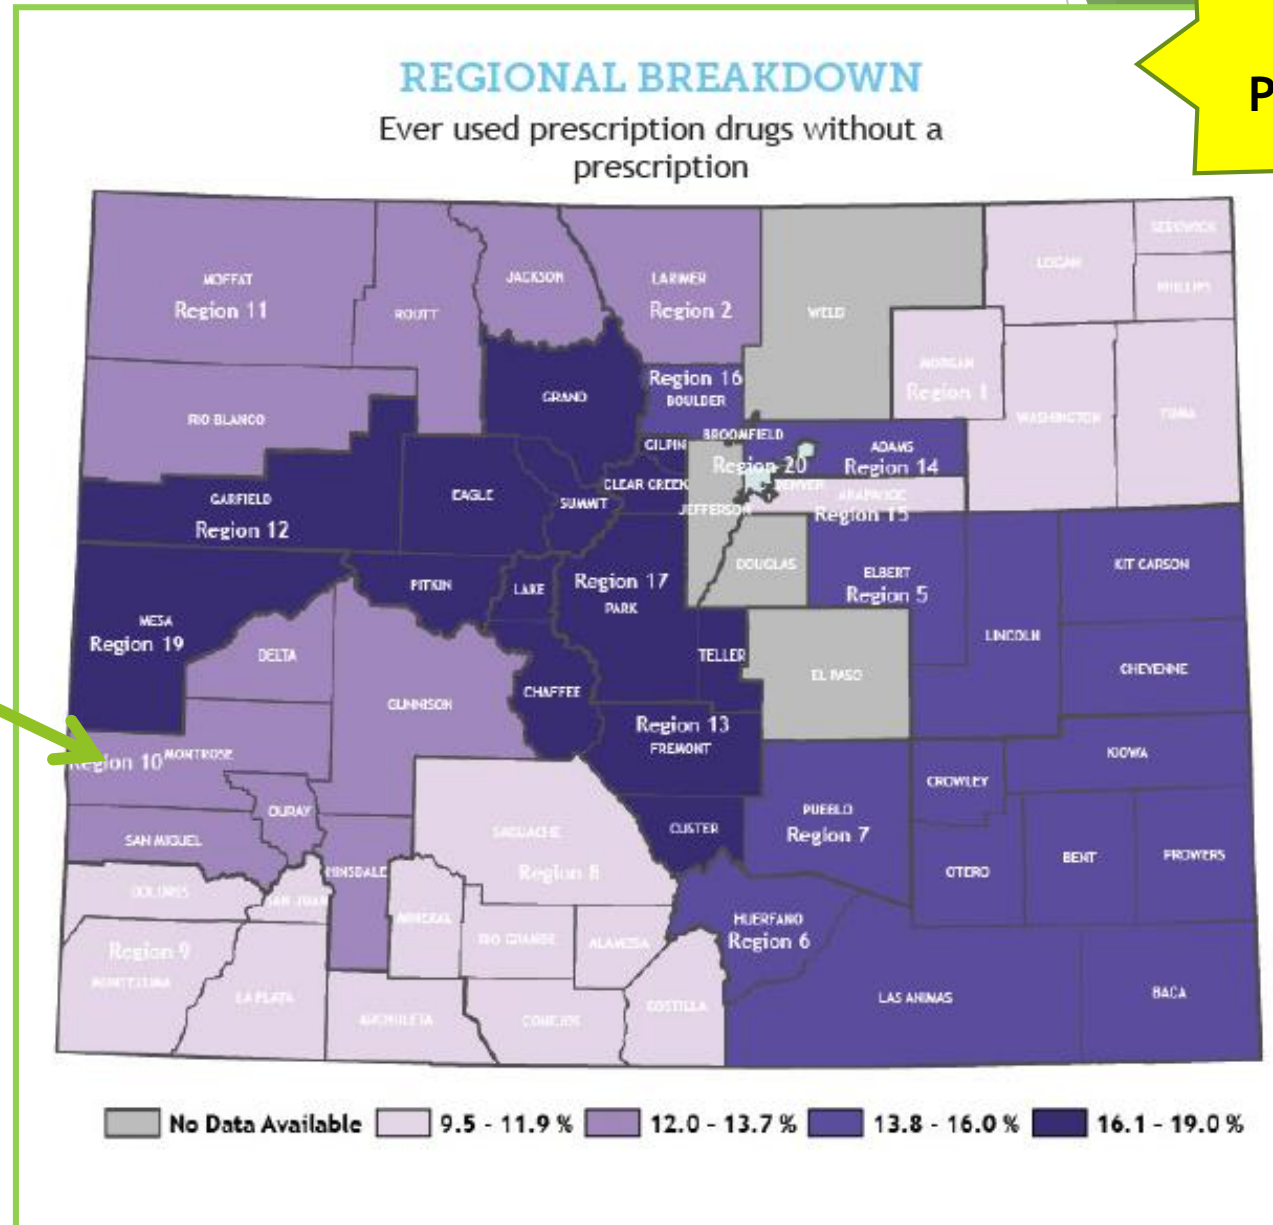 P
REGIONAL BREAKDOWN
Ever used prescription drugs without a
prescription
MOFFAT
Region 11
ROUTT
JACKSON
LARIMER
Region 2
WELD
LOGAN
SEDGWICK
PHILLIPS
MORGAN
Region 1
WASHINGTON
YUMA
RIO BLANCO
GRAND
Region 16
BOULDER
BROOMFIELD
GILPIN
Region 20
ADAMS
Region 14
CLEAR CREEK
DENVER
JEFFERSON
ARAPAHOE
Region 15
GARFIELD
Region 12
EAGLE
SUMMIT
PITKIN
LAKE
Region 17
PARK
DOUGLAS
ELBERT
Region 5
KIT CARSON
MESA
Region 19
DELTA
GUNNISON
CHAFFEE
TELLER
EL PASO
LINCOLN
CHEYENNE
Region 10
MONTROSE
Region 13
FREMONT
KIOWA
CROWLEY
OURAY
SAN MIGUEL
CUSTER
PUEBLO
Region 7
OTERO
BENT
PROWERS
SAGUACHE
Region 8
HINSDALE
DOLORES
SAN JUAN
MINERAL
RIO GRANDE
ALAMOSA
HUERFANO
Region 6
Region 9
MONTEZUMA
LA PLATA
ARCHULETA
CONEJOS
COSTILLA
LAS ANIMAS
BACA
No Data Available 9.5 - 11.9 % 12.0 - 13.7 % 13.8 - 16.0 % 16.1 - 19.0 %